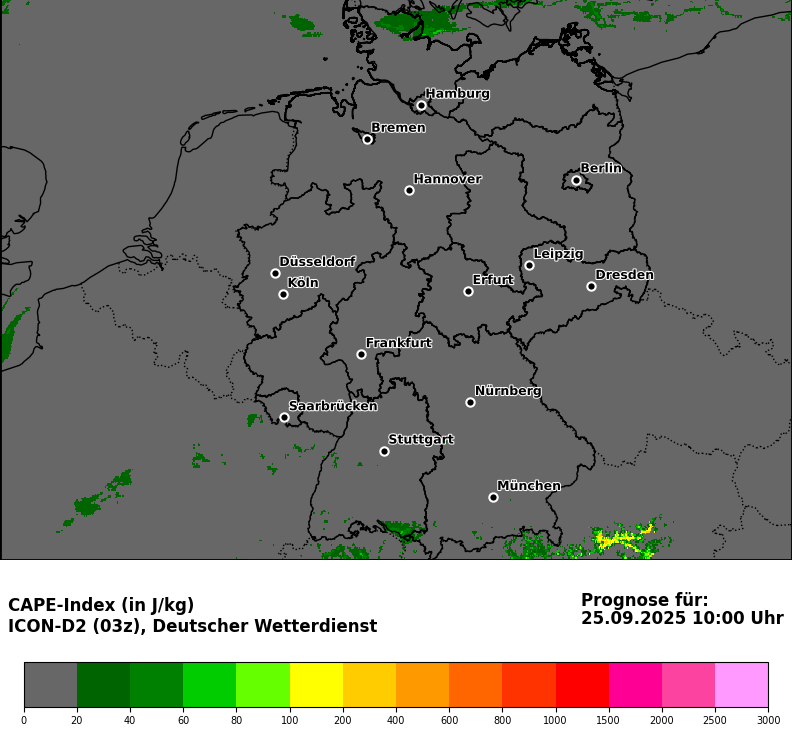 Hamburg
Bremen
Berlin
Hannover
Leipzig
Düsseldorf
Dresden
Köln
Erfurt
Frankfurt
Nürnberg
Saarbrücken
Stuttgart
München
CAPE-Index (in J/kg)
ICON-D2 (03z), Deutscher Wetterdienst
Prognose für:
25.09.2025 10:00 Uhr
0 20 40 60 80 100 200 400 600 800 1000 1500 2000 2500 3000